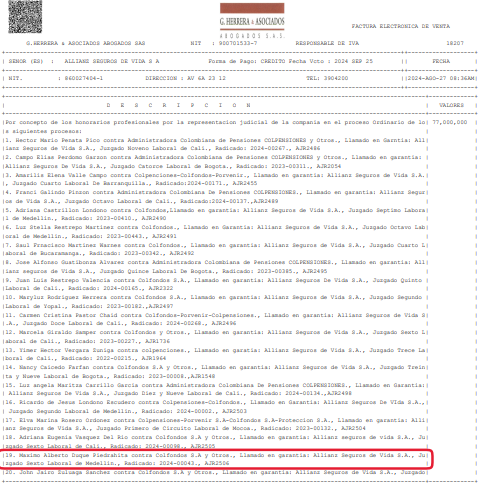 G. HERRERA & ASOCIADOS
ABOGADOS S.A.S.
FACTURA ELECTRONICA DE VENTA
G.HERRERA & ASOCIADOS ABOGADOS SAS NIT : 900701533-7 RESPONSABLE DE IVA 18207
SENOR (ES) : ALLIANZ SEGUROS DE VIDA S A Forma de Pago: CREDITO Fecha Vcto : 2024 SEP 25 || FECHA
NIT. : 860027404-1 DIRECCION : AV 6A 23 12 TEL: 3904200 ||2024-AGO-27 08:36AM|
D E S C R I P C I O N | VALORES |
|Por concepto de los honorarios profesionales por la representacion judicial de la compania en el proceso Ordinario de lo| 77,000,000
|s siguientes procesos:
|1. Hector Mario Penata Pico contra Administradora Colombiana de Pensiones COLPENSIONES y Otros., Llamado en Garntia: All|
|ianz Seguros de Vida S.A., Juzgado Noveno Laboral de Cali., Radicado: 2024-00267., AJR2486
|2. Campo Elias Perdomo Garzon contra Administradora Colombiana de Pensiones COLPENSIONES y Otros., Llamado en garantia: |
|Allianz Seguros De Vida S.A., Juzgado Catorce Laboral de Bogota., Radicado: 2023-00311., AJR2054
|3. Amarilis Elena Valle Campo contra Colpenciones-Colfondos-Porvenir., Llamado en garantia: Allianz Seguros de Vida S.A.|
|, Juzgado Cuarto Laboral De Barranquilla., Radicado:2024-00171., AJR2455
|4. Franci Galindo Pinzon contra Administradora Colombiana De Pensiones COLPENSIONES., Llamado en garantia: Allianz Segur|
|os de Vida S.A., Juzgado Octavo Laboral de Cali., Radicado:2024-00137.,AJR2489
|5. Adriana Castrillon Londono contra Colfondos,Llamado en garantia: Allianz Seguros de Vida S.A., Juzgado Septimo Labora|
|l de Medellin., Radicado: 2023-00410., AJR2490
|6. Luz Stella Restrepo Martinez contra Colfondos., Llamado en Garantia: Allianz Seguros de Vida S.A., Juzgado Octavo Lab|
|oral de Medellin., Radicado: 2023-00443., AJR2491
|7. Saul Frnacisco Martinez Narnes contra Colfondos., Llamado en garatia: Allianz Seguros de Vida S.A., Juzgado Cuarto L|
|aboral de Bucaramanga., Radicado: 2023-00342., AJR2492
|8. Jose Alfonso Guatibonza Alvarez contra Administradora Colombiana de Pensiones COLPENSIONES., Llamado en Garantia: All|
|ianz seguros de Vida S.A., Juzgado Quince Laboral De Bogota., Radicado: 2023-00385., AJR2495
|9. Juan Luis Restrepo Valencia contra Colfondos S.A., Llamado en garantia: Allianz Seguros De Vida S.A., Juzgado Quinto |
|Laboral de Cali., Radicado: 2024-00165., AJR2322
|10. Maryluz Rodriguez Berrera contra Colfondos S.A., Llamado en garantia: Allianz Seguros de Vida S.A., Juzgado Segundo |
|Laboral de Yopal., Radicado: 2023-00182.,AJR2497
|11. Carmen Cristina Pastor Chaid contra Colfondos-Porvenir-Colpensiones., Llamado en garantia: Allianz Seguros de Vida S|
|.A., Juzgado Doce Laboral de Cali., Radicado: 2024-00268., AJR2496
|12. Marcela Giraldo Samper contra Colfondos y Otros., Llamado en Garantia: Allianz Seguros de Vida S.A., Juzgado Sexto L|
|aboral de Cali., Radicado: 2023-00227., AJR1736
|13. Yimer Hector Vergara Zuniga contra colpenciones., Llamado en garantia: Allianz Seguros de Vida S.A., Juzgado Trece La|
|boral de Cali., Radicado: 2022-00215., AJR1964
|14. Nancy Caicedo Farfan contra Colfondos S.A y Otros., Llamado en garantia: Allianz Seguros de Vida S.A., Juzgado Trein|
|ta y Nueve Laboral de Bogota., Radicado: 2023-00008.,AJR1548
|15. Luz angela Maritza Carrillo Garcia contra Administradora Colombiana De Pensiones COLPENSIONES., Llamado en Garantia:|
| Allianz Seguros De Vida S.A., Juzgado Diez y Nueve Laboral de Cali., Radicado: 2024-00134.,AJR2498
|16. Ricardo de Jesus Londono Escudero contra Colpensiones-Colfondos., Llamado en Garantia: Allianz Seguros De Vida S.A.,|
| Juzgado Segundo Laboral de Medellin., Radicado: 2024-00002., AJR2503
|17. Elva Marina Rosero Ordonez contra Colpensiones-Porvenir S.A-Colfondos S.A-Proteccion S.A., Llamado en garantia: Alli|
|anz Seguros de Vida S.A., Juzgado Primero de Circuito Laboral de Mocoa., Radicado: 2022-00132., AJR2504
|18. Adriana Eugenia Vasquez Del Rio contra Colfondos S.A y Otros., Llamado en garantia: Allianz seguros de Vida S.A., Ju|
|zgado Sexto Laboral de Cali., Radicado: 2024-00098., AJR2505
|19. Maximo Alberto Duque Piedrahita contra Colfondos S.A y Otros., Llamado en Garantia: Allianz seguros de vida S.A., Ju|
|zgado Sexto Laboral de Medellin., Radicado: 2024-00043., AJR2506
|20. John Jairo Zuluaga Sanchez contra Colfondos S.A y Otros., Llamado en garantia: Allianz Seguros de Vida S.A., Juzgado|